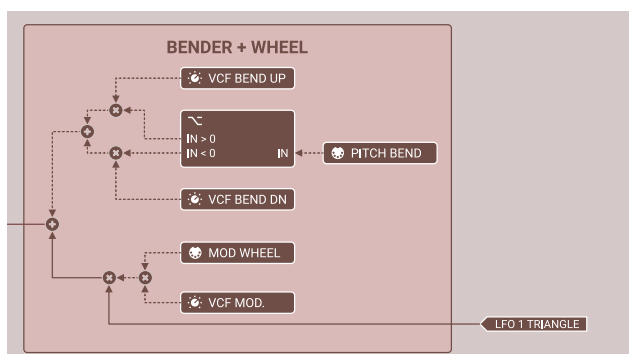 BENDER + WHEEL
VCF BEND UP
IN > 0
IN < 0
IN
PITCH BEND
VCF BEND DN
MOD WHEEL
VCF MOD.
LFO 1 TRIANGLE